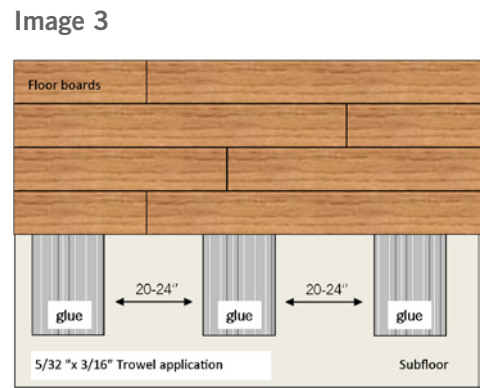 Image 3
Floor boards
20-24"
20-24"
glue
glue
glue
5/32 "x 3/16" Trowel application
Subfloor